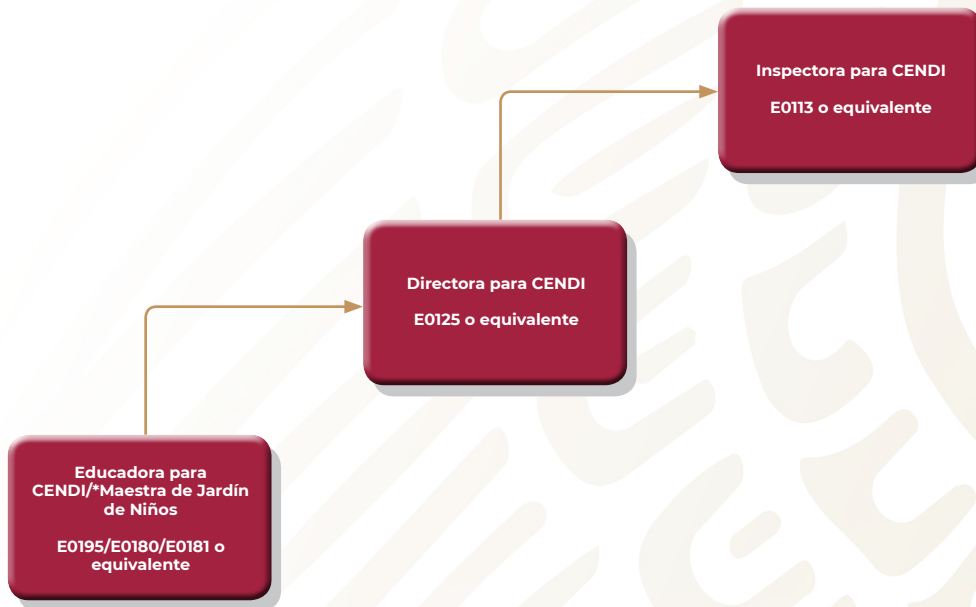 Inspectora para CENDI
E0113 o equivalente
Directora para CENDI
E0125 o equivalente
Educadora para
CENDI/*Maestra de Jardín
de Niños
E0195/E0180/E0181 o
equivalente